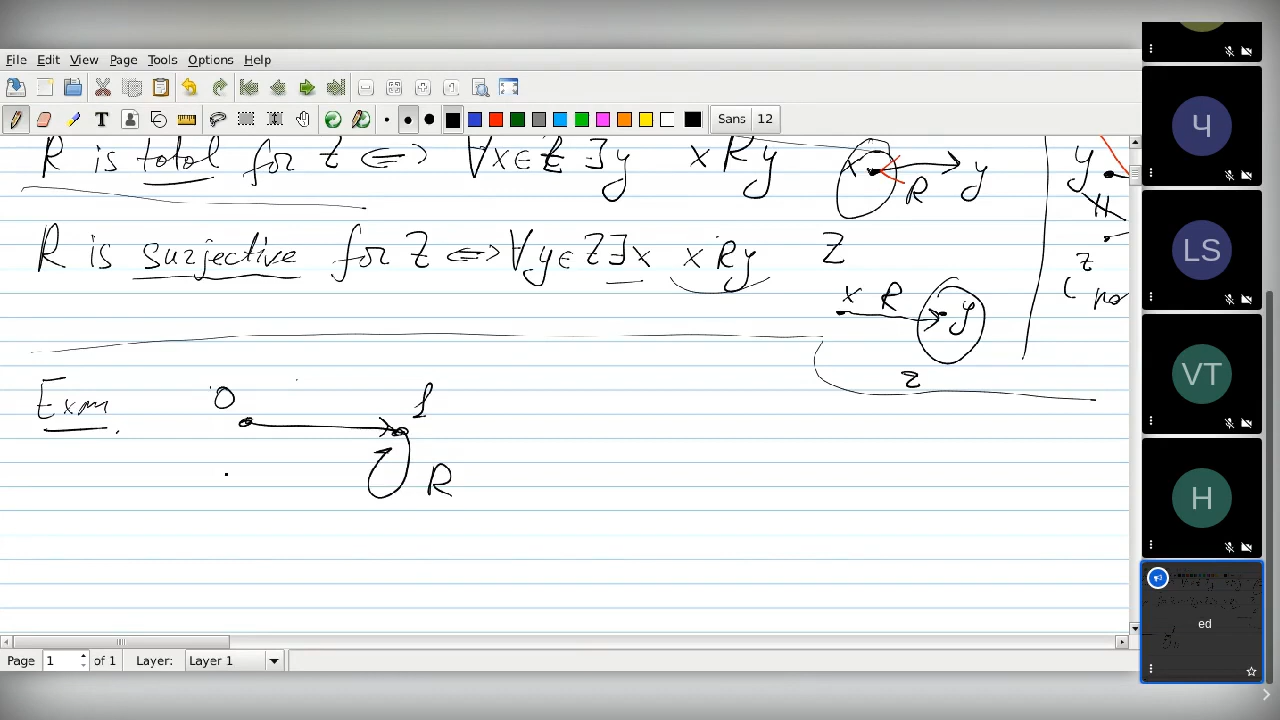 File Edit View Page Tools Options Help
Sans 12
R is total for Z ⟺ ∀x∈Z ∃y xRy
x R y
y
z
R is surjective for Z ⟺ ∀y∈Z ∃x xRy
Z
x R y
z
Exm.
0 1
R
Page 1 of 1 Layer: Layer 1
Ч
LS
VT
H
ed